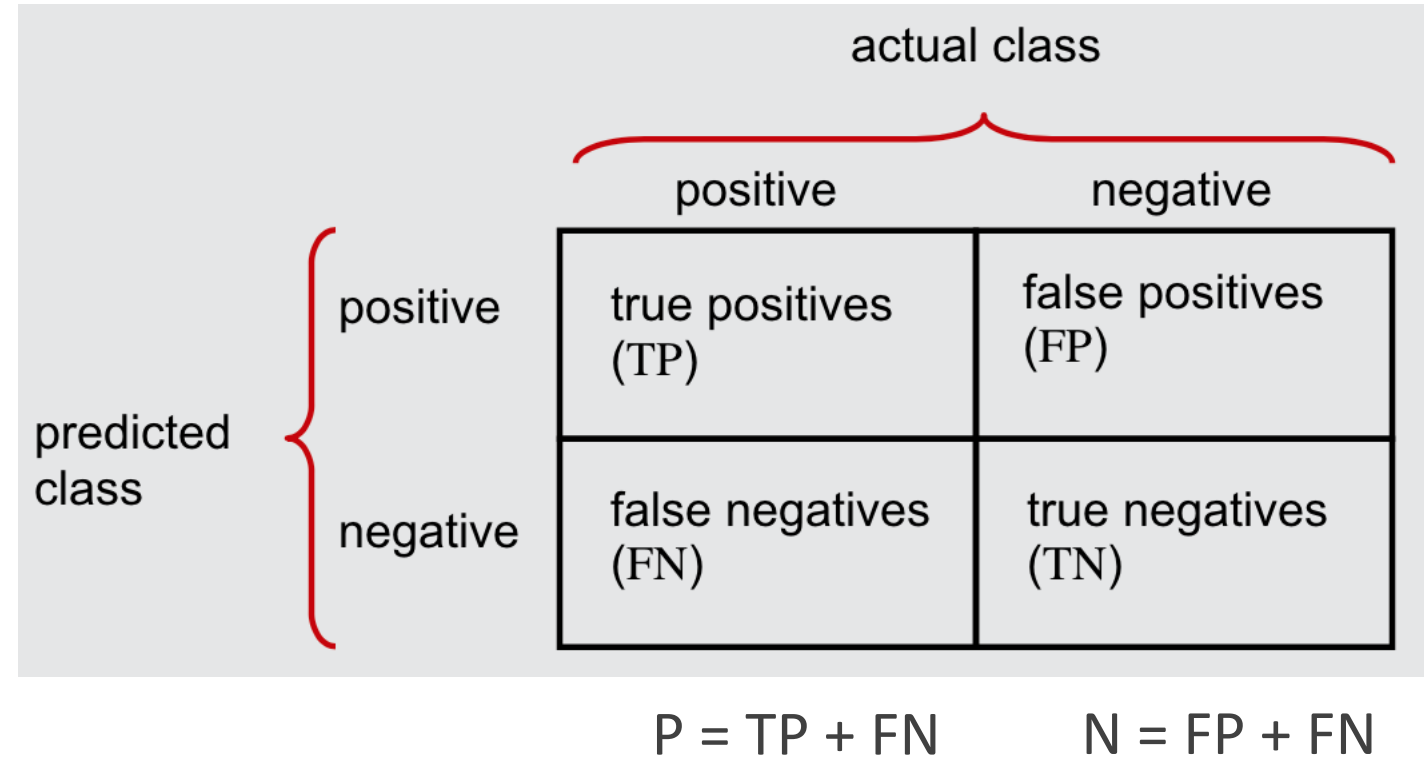 actual class
positive
negative
positive
true positives
(TP)
false positives
(FP)
predicted
class
negative
false negatives
(FN)
true negatives
(TN)
P = TP + FN
N = FP + FN